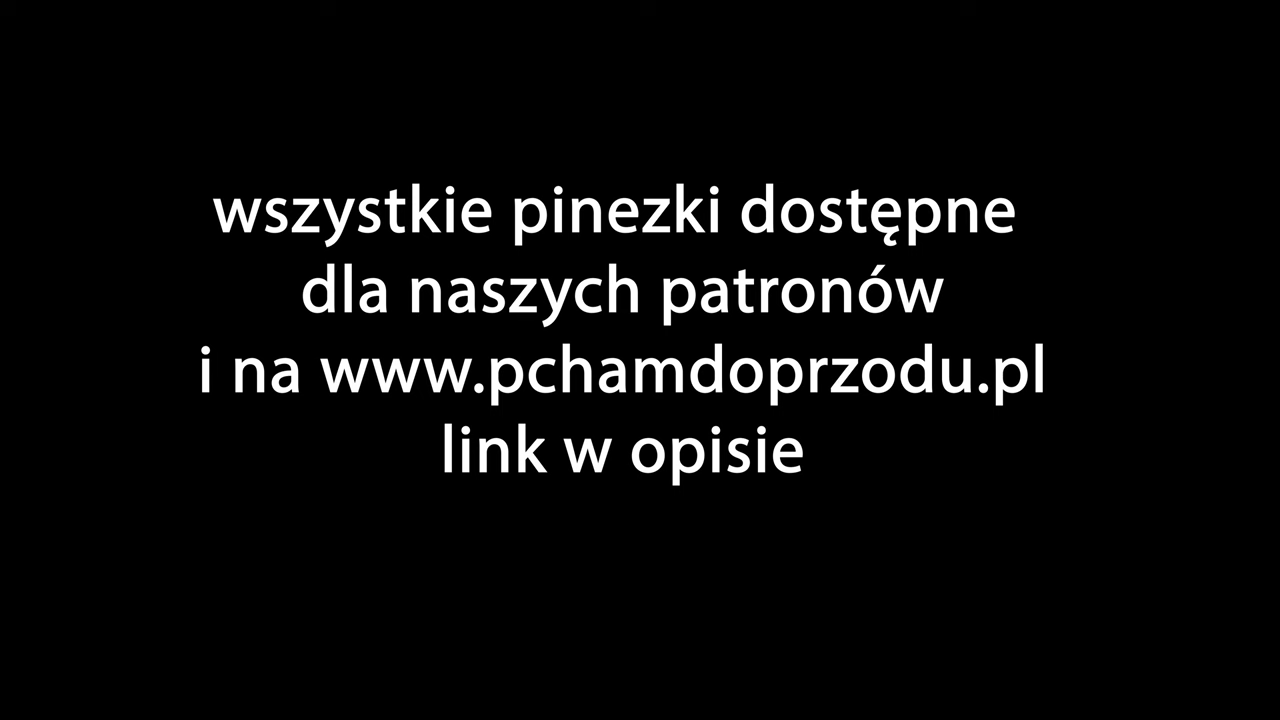 wszystkie pinezki dostępne
dla naszych patronów
i na www.pchamdoprzodu.pl
link w opisie